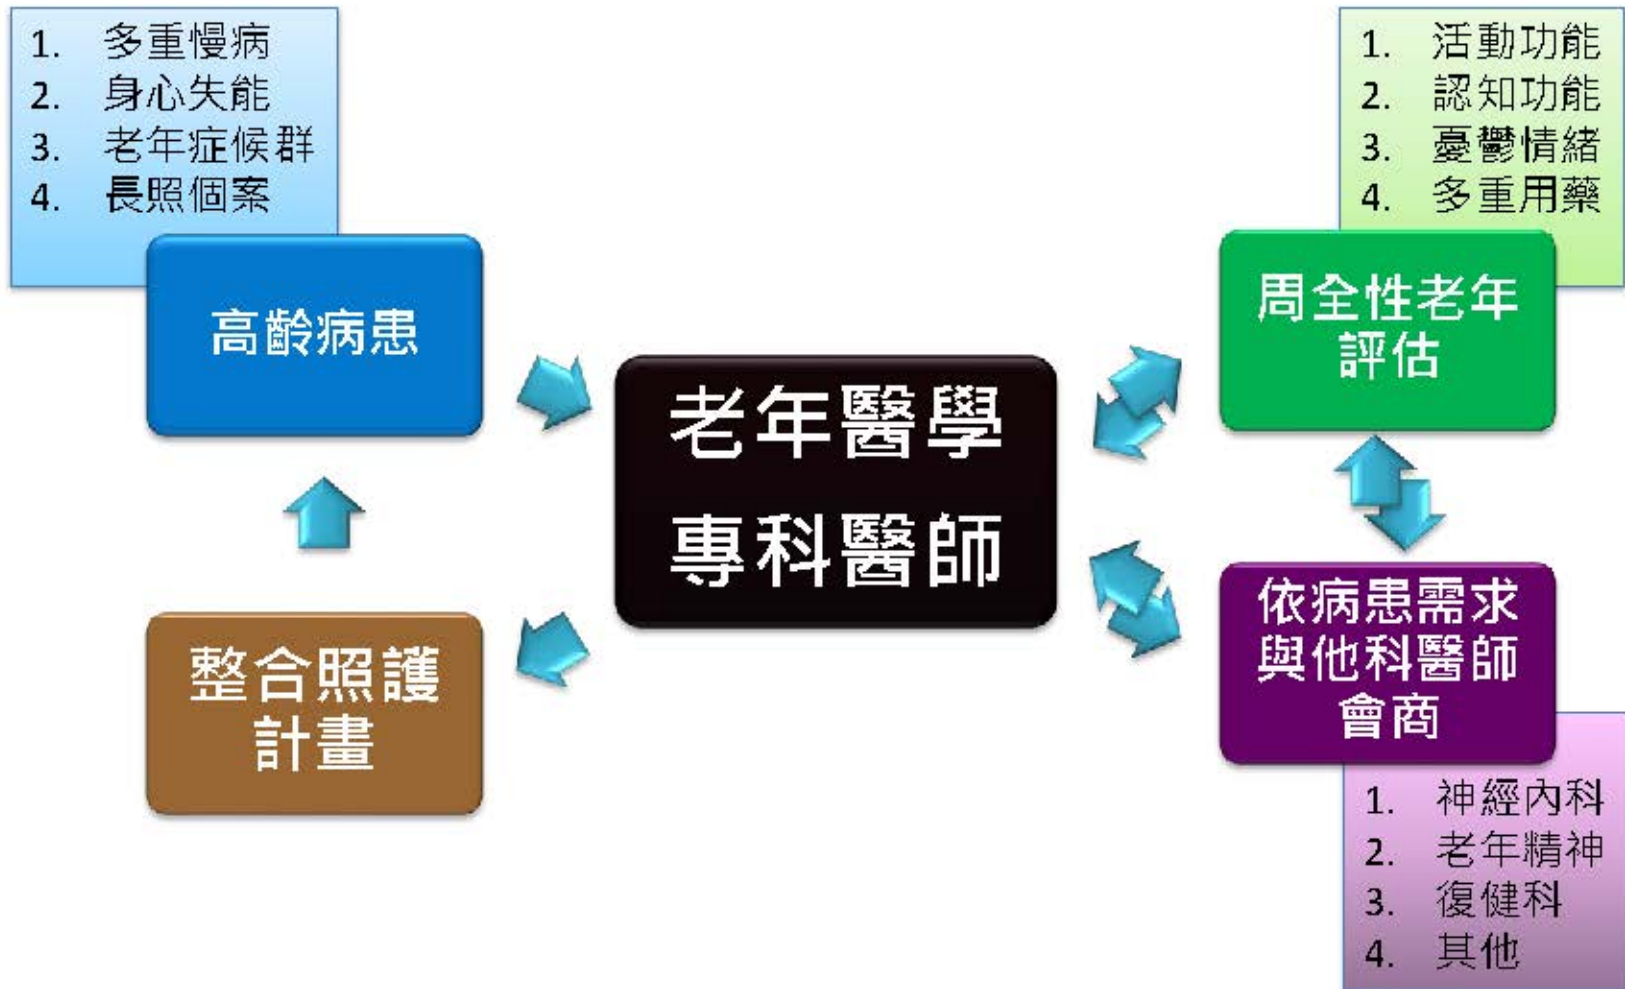 1. 多重慢病
2. 身心失能
3. 老年症候群
4. 長照個案
高齡病患
1. 活動功能
2. 認知功能
3. 憂鬱情緒
4. 多重用藥
周全性老年
評估
老年醫學
專科醫師
整合照護
計畫
依病患需求
與他科醫師
會商
1. 神經內科
2. 老年精神
3. 復健科
4. 其他